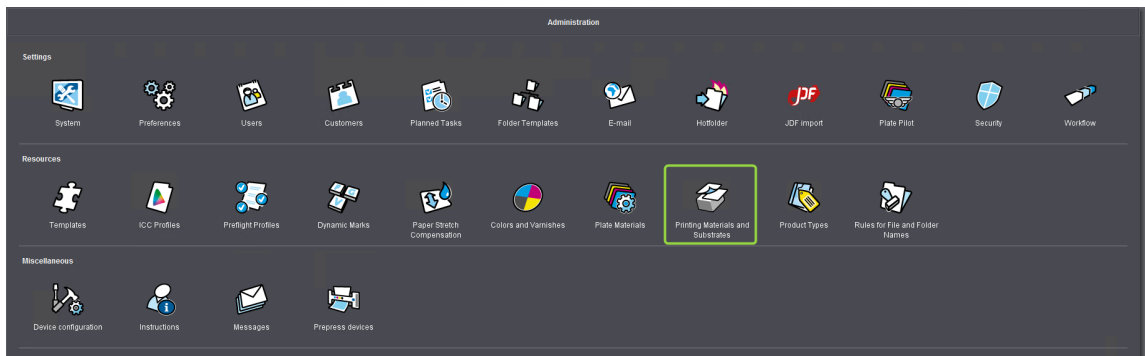 Administration
Settings
System
Preferences
Users
Customers
Planned Tasks
Folder Templates
E-mail
Hotfolder
JDF
JDF import
Plate Pilot
Security
Workflow
Resources
Templates
ICC Profiles
Preflight Profiles
Dynamic Marks
Paper Stretch
Compensation
Colors and Varnishes
Plate Materials
Printing Materials and
Substrates
Product Types
Rules for File and Folder
Names
Miscellaneous
Device configuration
Instructions
Messages
Prepress devices